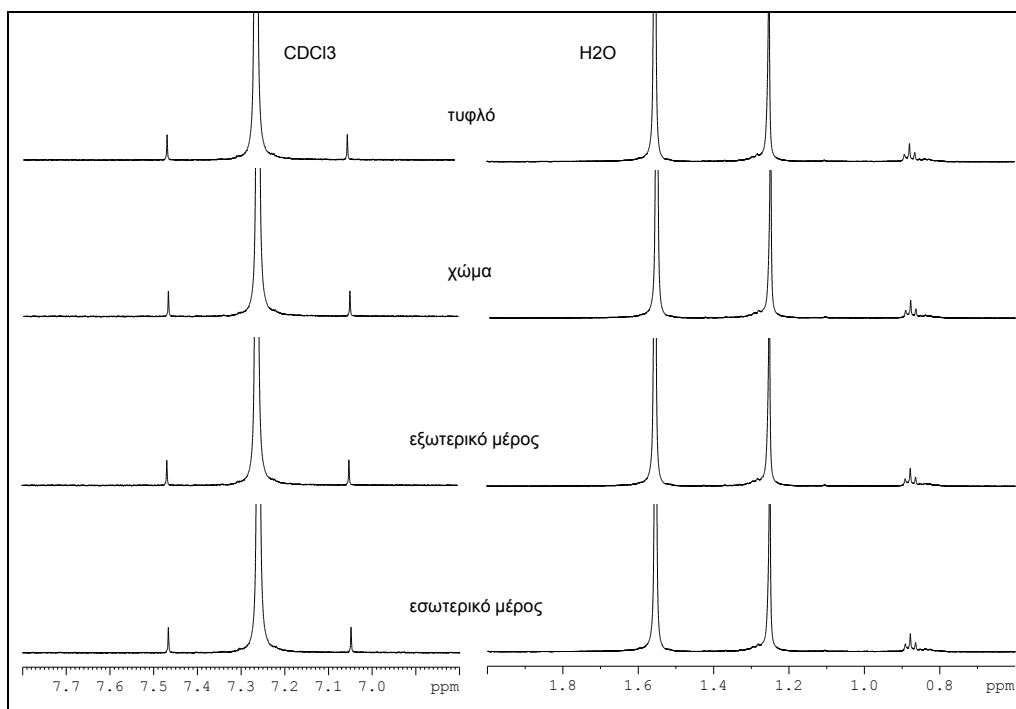 CDCl3 H2O
τυφλό
χώμα
εξωτερικό μέρος
εσωτερικό μέρος
7.7 7.6 7.5 7.4 7.3 7.2 7.1 7.0 ppm 1.8 1.6 1.4 1.2 1.0 0.8 ppm